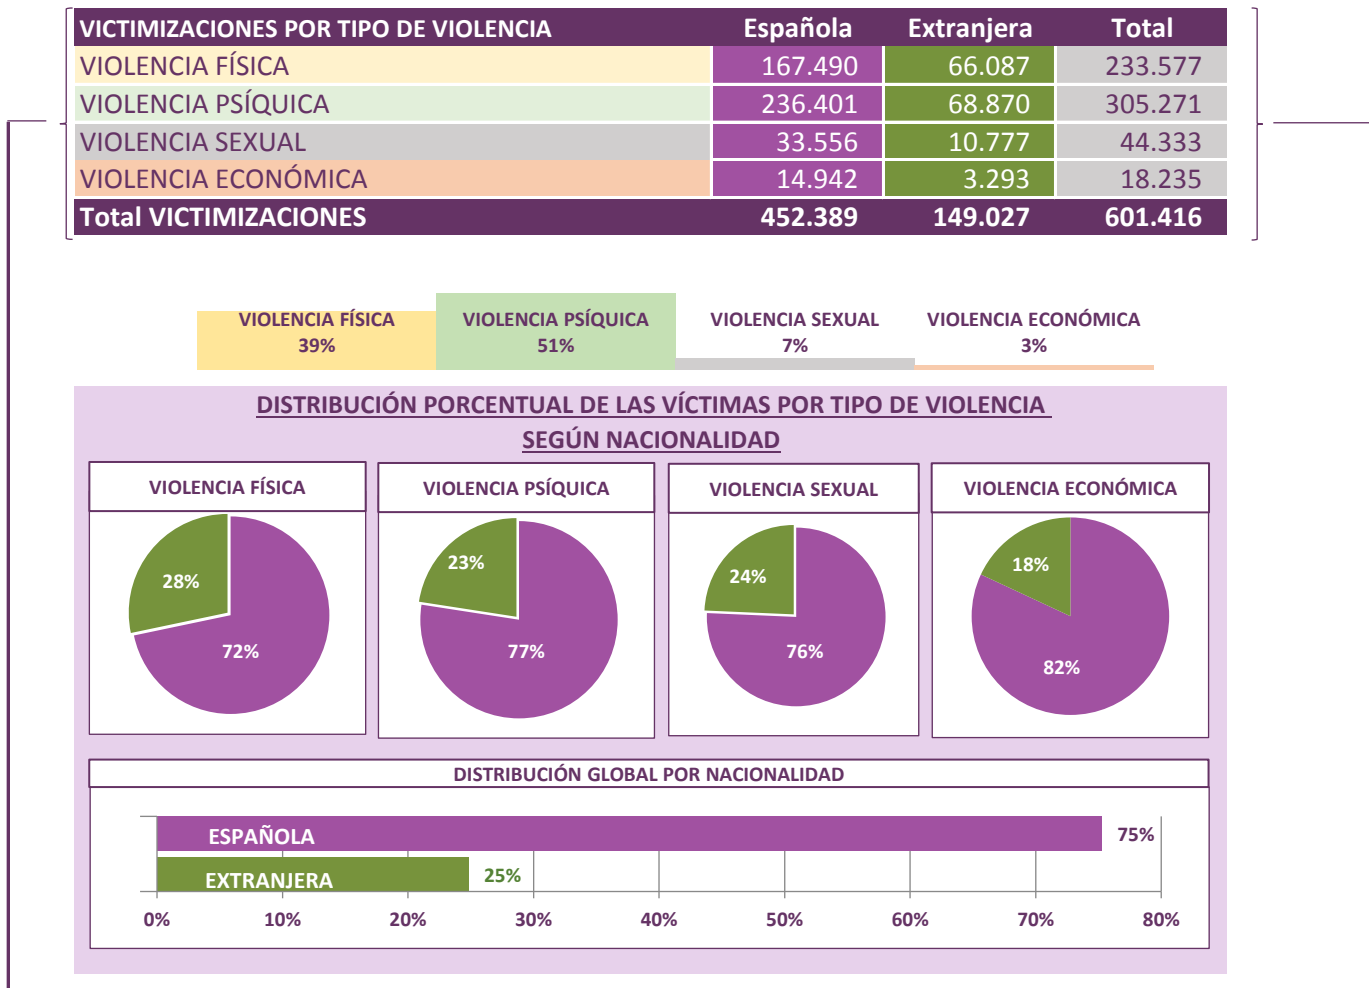 VICTIMIZACIONES POR TIPO DE VIOLENCIA Española Extranjera Total
VIOLENCIA FÍSICA 167.490 66.087 233.577
VIOLENCIA PSÍQUICA 236.401 68.870 305.271
VIOLENCIA SEXUAL 33.556 10.777 44.333
VIOLENCIA ECONÓMICA 14.942 3.293 18.235
Total VICTIMIZACIONES 452.389 149.027 601.416
VIOLENCIA FÍSICA VIOLENCIA PSÍQUICA VIOLENCIA SEXUAL VIOLENCIA ECONÓMICA
39% 51% 7% 3%
DISTRIBUCIÓN PORCENTUAL DE LAS VÍCTIMAS POR TIPO DE VIOLENCIA
SEGÚN NACIONALIDAD
VIOLENCIA FÍSICA VIOLENCIA PSÍQUICA VIOLENCIA SEXUAL VIOLENCIA ECONÓMICA
28% 23% 24% 18%
72% 77% 76% 82%
DISTRIBUCIÓN GLOBAL POR NACIONALIDAD
ESPAÑOLA 75%
EXTRANJERA 25%
0% 10% 20% 30% 40% 50% 60% 70% 80%